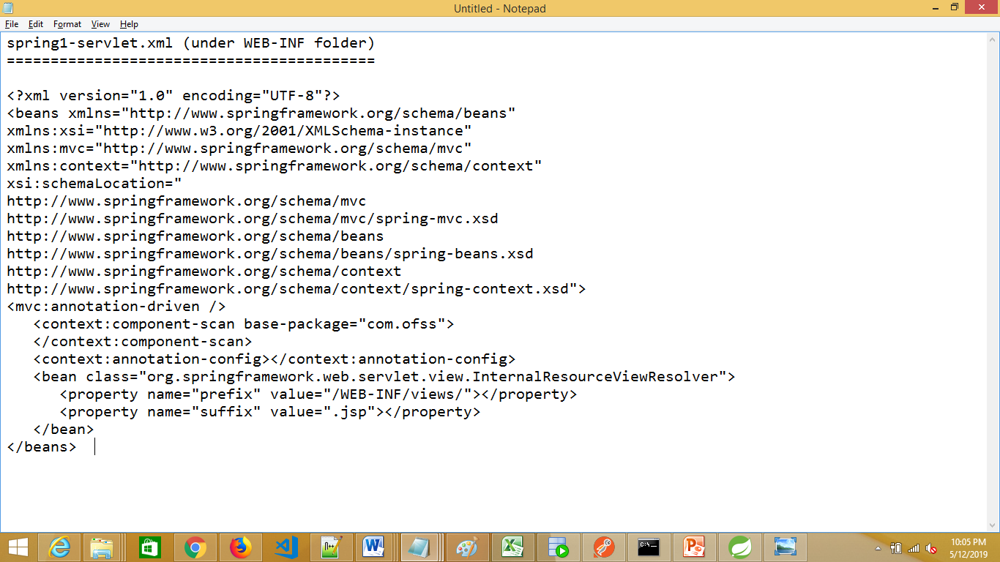 Untitled - Notepad
File Edit Format View Help
spring1-servlet.xml (under WEB-INF folder)
==========================================
<?xml version="1.0" encoding="UTF-8"?>
<beans xmlns="http://www.springframework.org/schema/beans"
xmlns:xsi="http://www.w3.org/2001/XMLSchema-instance"
xmlns:mvc="http://www.springframework.org/schema/mvc"
xmlns:context="http://www.springframework.org/schema/context"
xsi:schemaLocation="
http://www.springframework.org/schema/mvc
http://www.springframework.org/schema/mvc/spring-mvc.xsd
http://www.springframework.org/schema/beans
http://www.springframework.org/schema/beans/spring-beans.xsd
http://www.springframework.org/schema/context
http://www.springframework.org/schema/context/spring-context.xsd">
<mvc:annotation-driven />
   <context:component-scan base-package="com.ofss">
   </context:component-scan>
   <context:annotation-config></context:annotation-config>
   <bean class="org.springframework.web.servlet.view.InternalResourceViewResolver">
      <property name="prefix" value="/WEB-INF/views/"></property>
      <property name="suffix" value=".jsp"></property>
   </bean>
</beans>
10:05 PM
5/12/2019